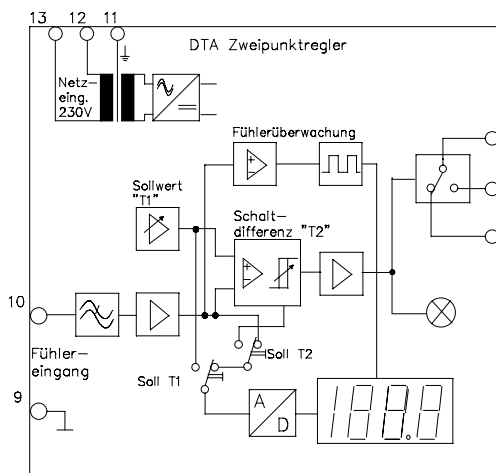 13 12 11
DTA Zweipunktregler
Netz-
eing.
230V
Fühlerüberwachung
Sollwert
"T1"
Schalt-
differenz "T2"
10
Fühler-
eingang
Soll T2
Soll T1
9
A
D
188.8